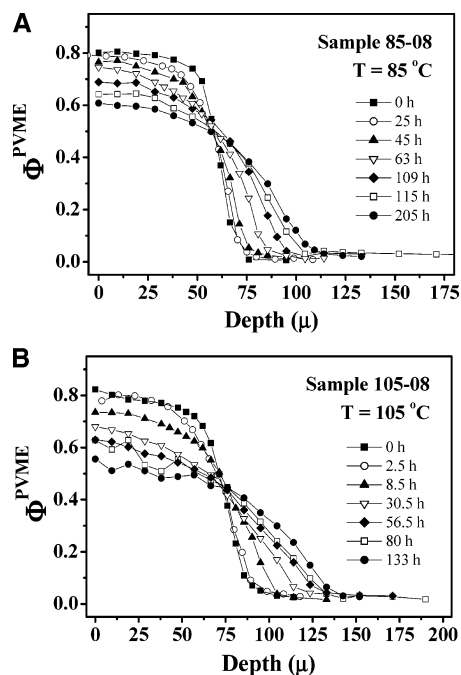 A
Sample 85-08
T = 85 °C
0 h
25 h
45 h
63 h
109 h
115 h
205 h
Φ^PVME
0.8
0.6
0.4
0.2
0.0
0 25 50 75 100 125 150 175
Depth (μ)
B
Sample 105-08
T = 105 °C
0 h
2.5 h
8.5 h
30.5 h
56.5 h
80 h
133 h
Φ^PVME
0.8
0.6
0.4
0.2
0.0
0 25 50 75 100 125 150 175 200
Depth (μ)